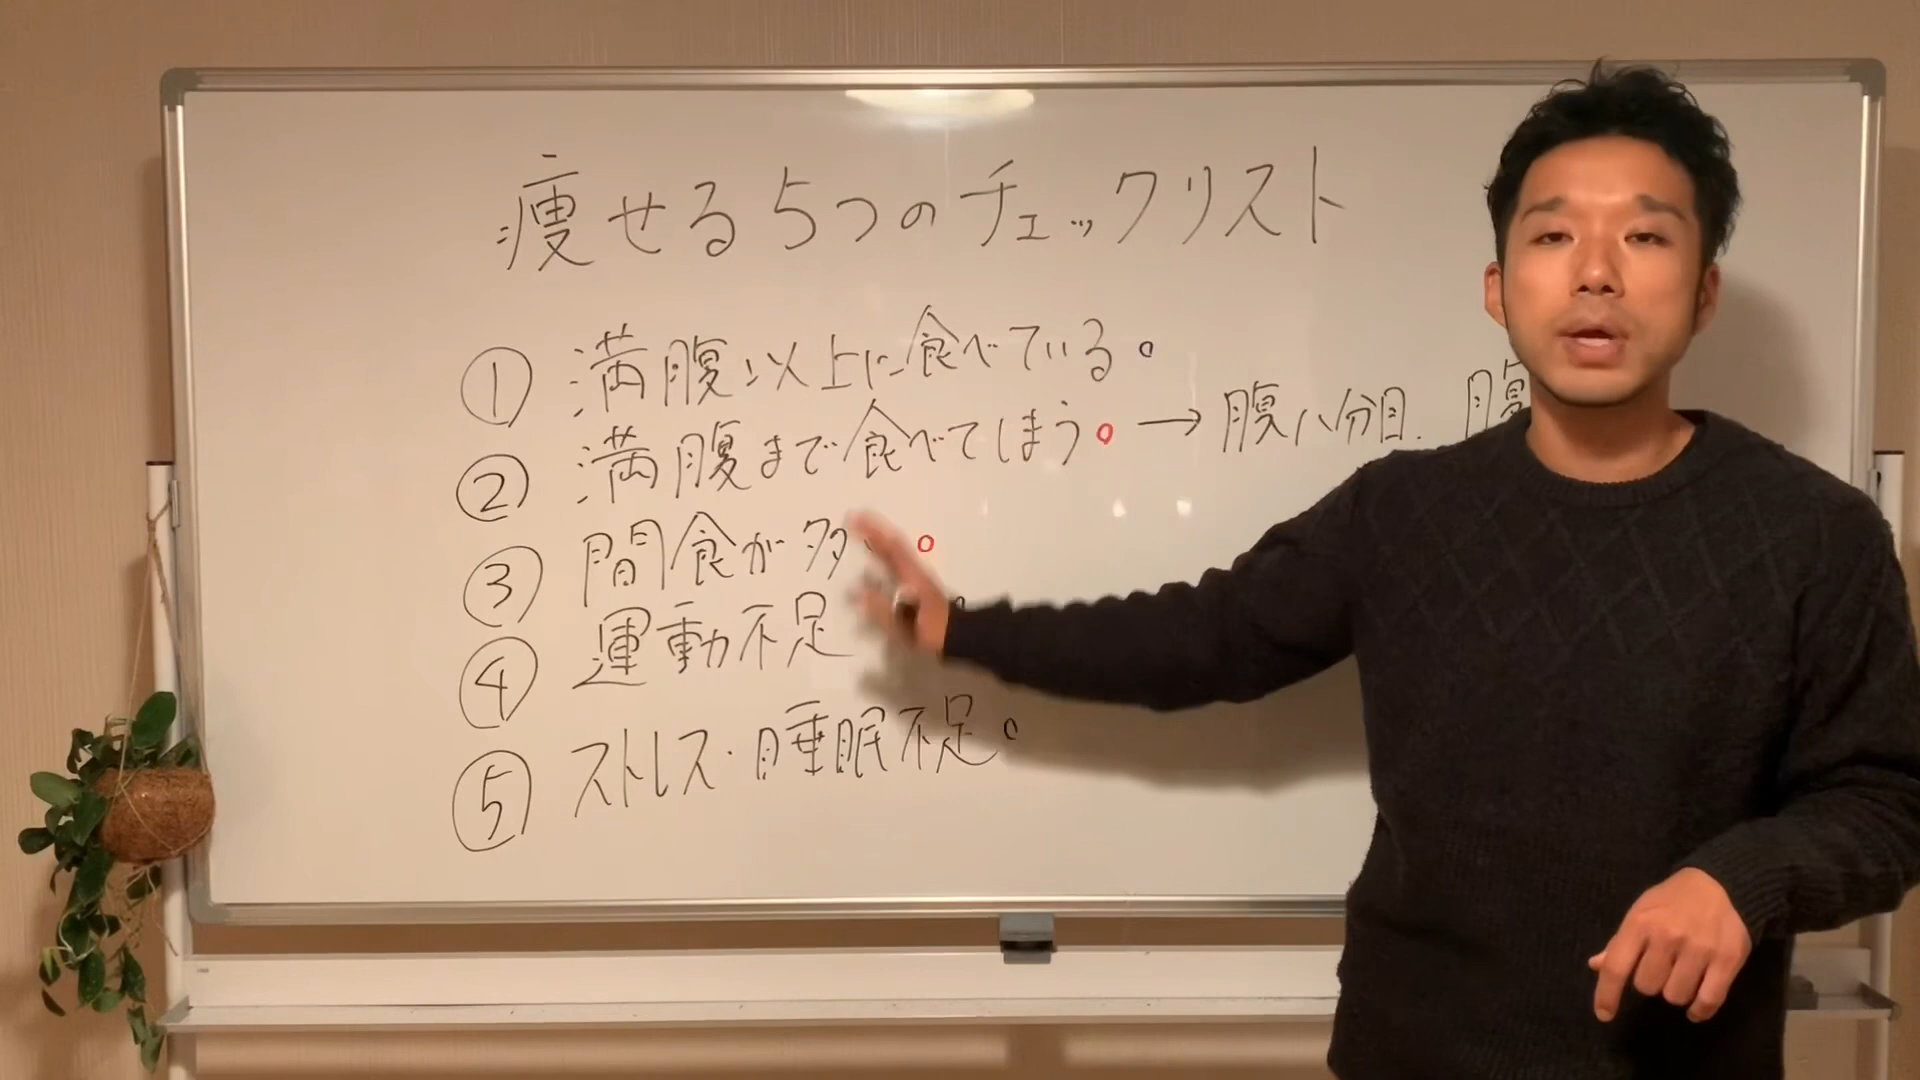 痩せる5つのチェックリスト
① 満腹以上に食べている。
② 満腹まで食べてしまう。→腹八分目. 腹
③ 間食が多 。
④ 運動不足
⑤ ストレス・睡眠不足。